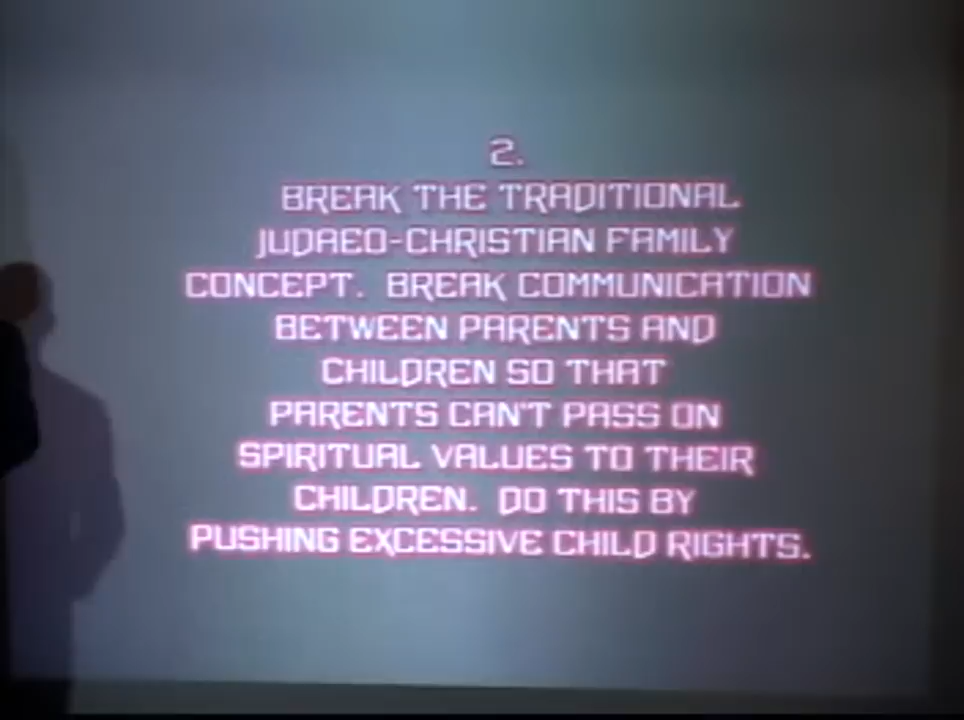 2.
BREAK THE TRADITIONAL
JUDAEO-CHRISTIAN FAMILY
CONCEPT. BREAK COMMUNICATION
BETWEEN PARENTS AND
CHILDREN SO THAT
PARENTS CAN'T PASS ON
SPIRITUAL VALUES TO THEIR
CHILDREN. DO THIS BY
PUSHING EXCESSIVE CHILD RIGHTS.